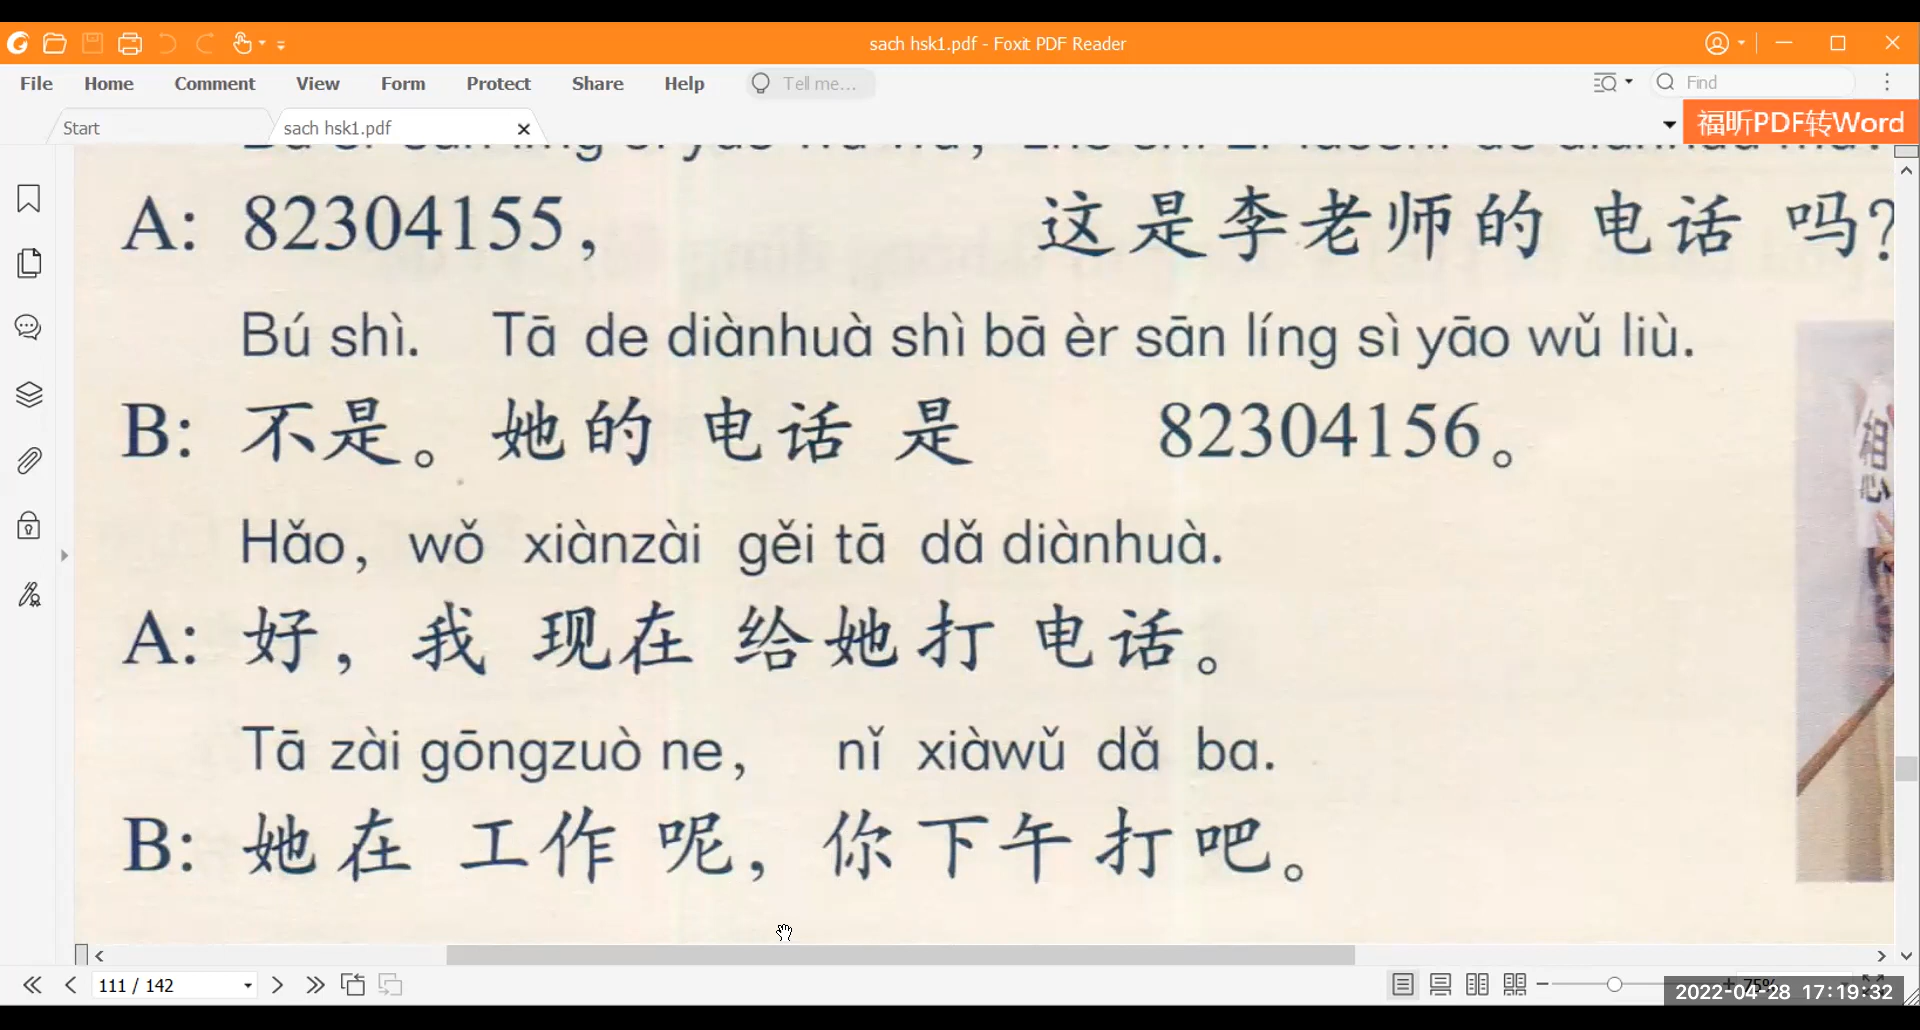 sach hsk1.pdf - Foxit PDF Reader
File Home Comment View Form Protect Share Help Tell me... Find
Start sach hsk1.pdf 福昕PDF转Word
A: 82304155, 这是李老师的电话吗?
Bú shì. Tā de diànhuà shì bā èr sān líng sì yāo wǔ liù.
B: 不是。她的电话是 82304156。
Hǎo, wǒ xiànzài gěi tā dǎ diànhuà.
A: 好,我现在给她打电话。
Tā zài gōngzuò ne, nǐ xiàwǔ dǎ ba.
B: 她在工作呢,你下午打吧。
111 / 142
75%
2022-04-28 17:19:32